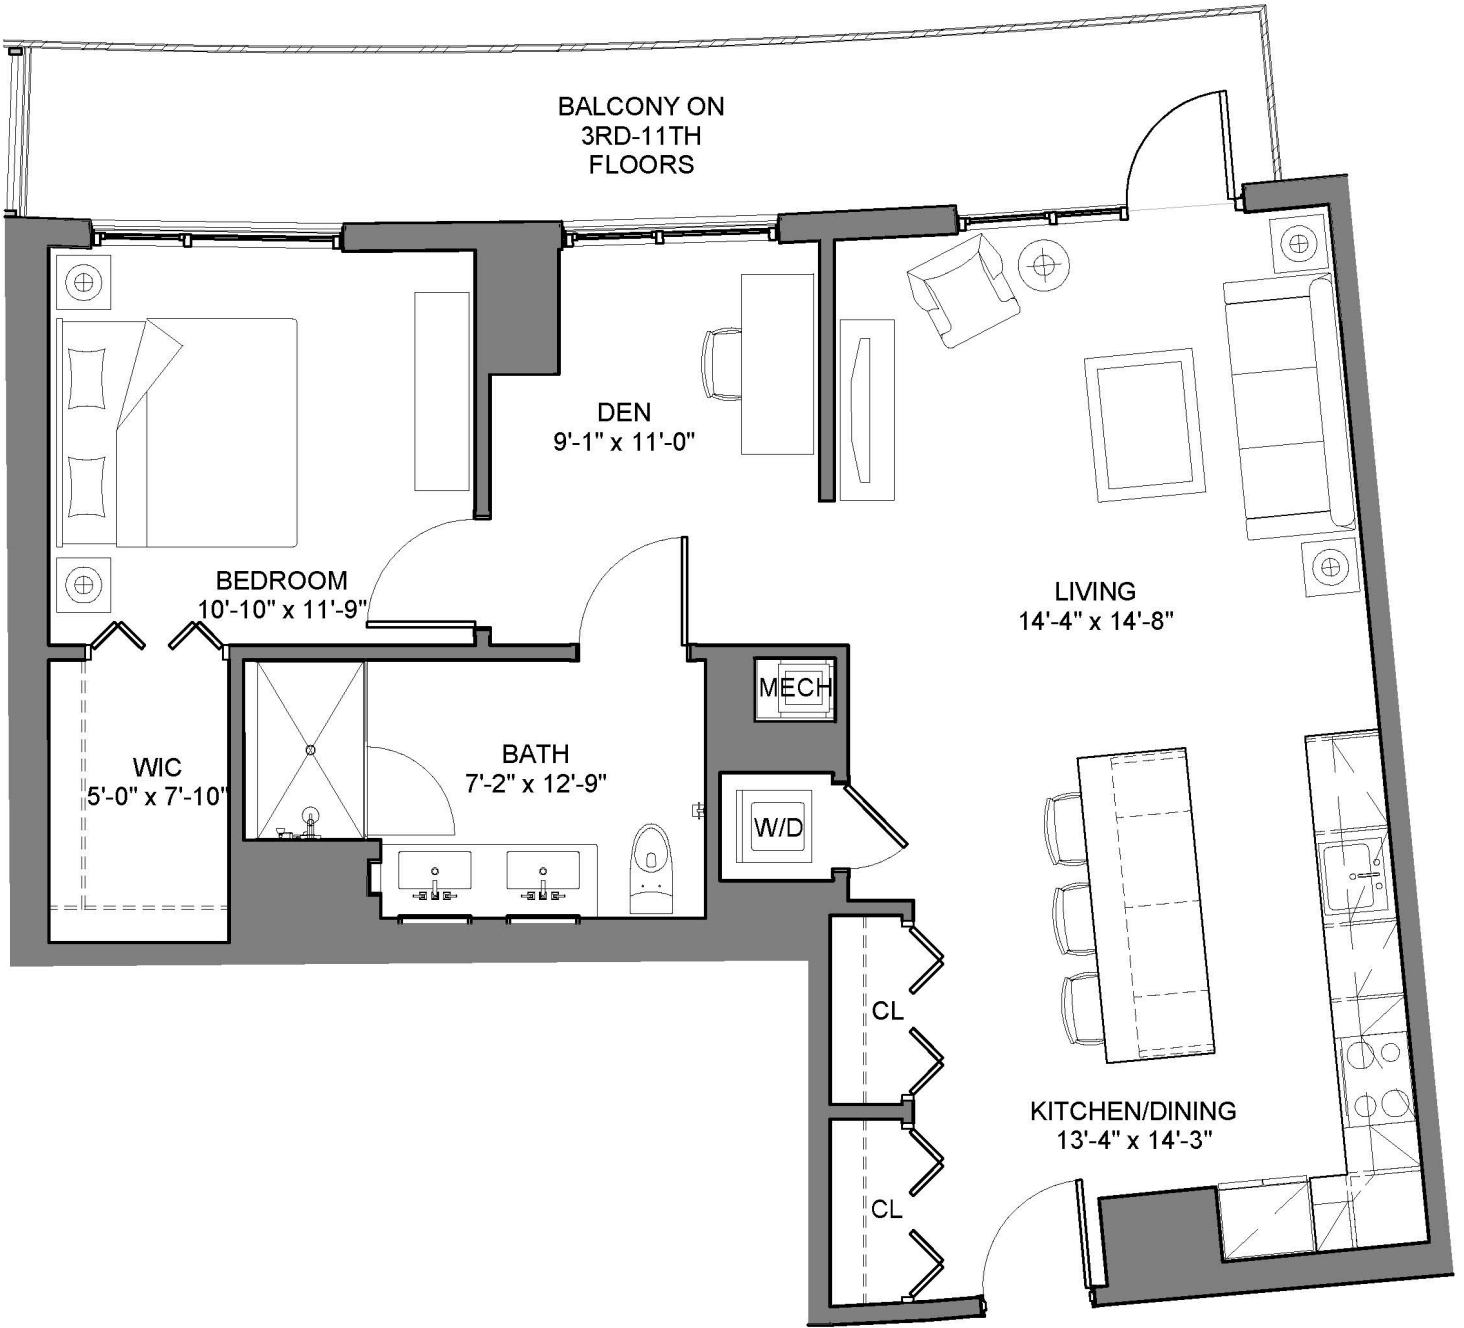 BALCONY ON
3RD-11TH
FLOORS
DEN
9'-1" x 11'-0"
BEDROOM
10'-10" x 11'-9"
LIVING
14'-4" x 14'-8"
MECH
BATH
7'-2" x 12'-9"
WIC
5'-0" x 7'-10"
W/D
CL
KITCHEN/DINING
13'-4" x 14'-3"
CL